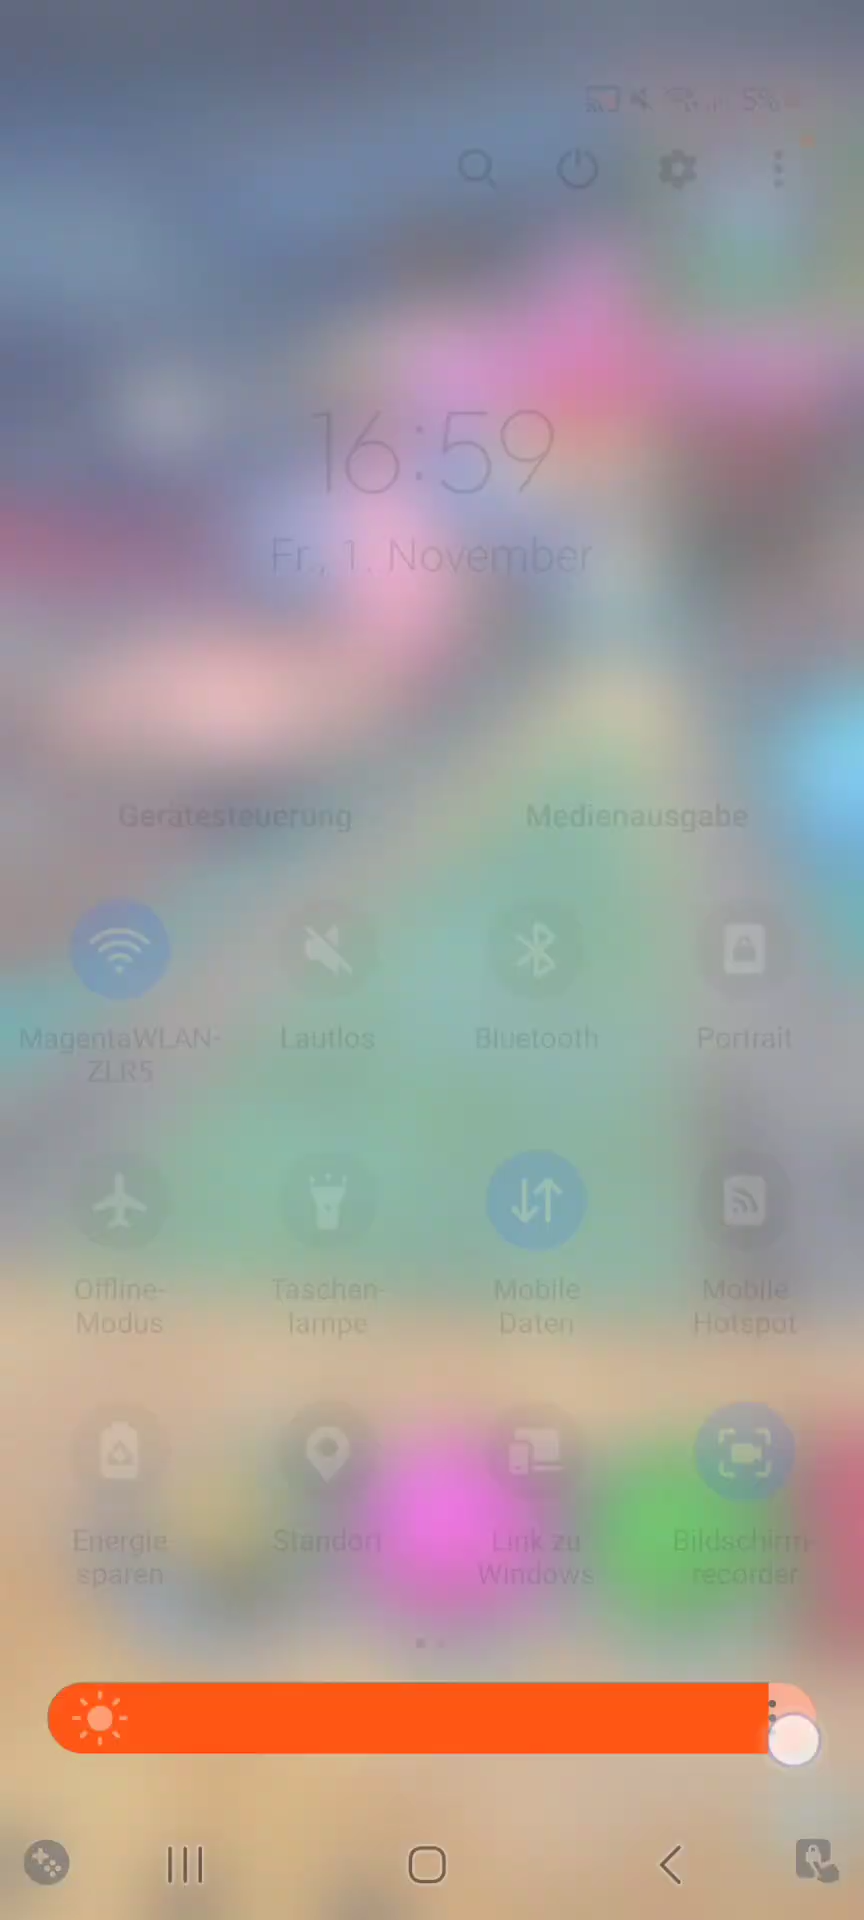 5%
16:59
Fr., 1. November
Gerätesteuerung
Medienausgabe
MagentaWLAN-
ZLR5
Lautlos
Bluetooth
Portrait
Offline-
Modus
Taschen-
lampe
Mobile
Daten
Mobile
Hotspot
Energie
sparen
Standort
Link zu
Windows
Bildschirm-
recorder